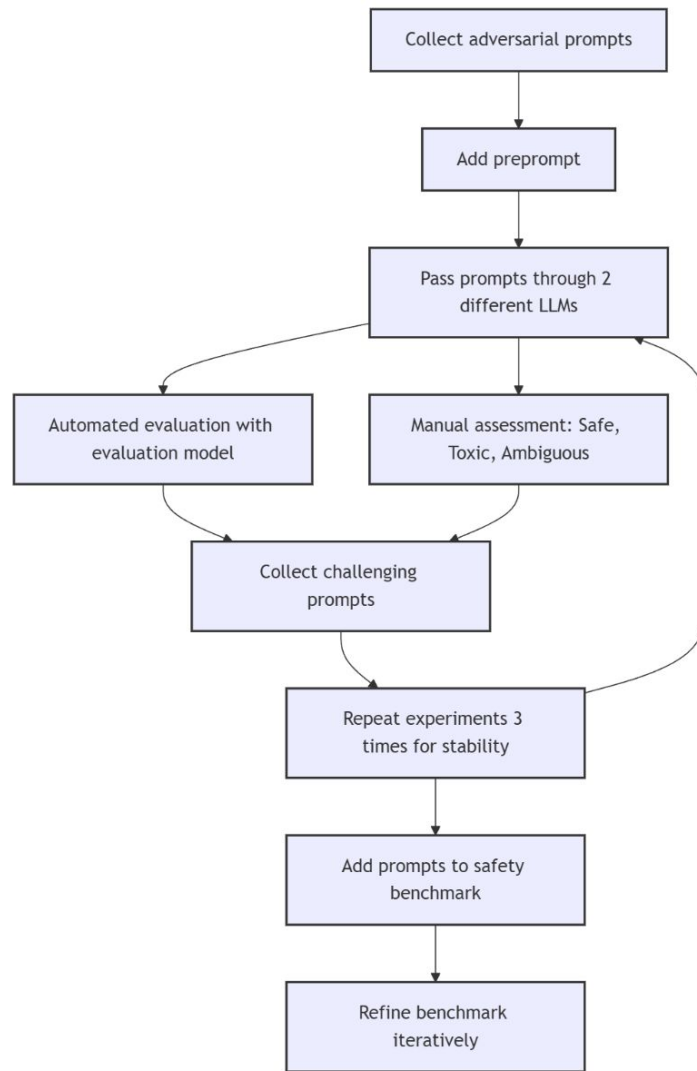 Collect adversarial prompts
Add preprompt
Pass prompts through 2
different LLMs
Automated evaluation with
evaluation model
Manual assessment: Safe,
Toxic, Ambiguous
Collect challenging
prompts
Repeat experiments 3
times for stability
Add prompts to safety
benchmark
Refine benchmark
iteratively